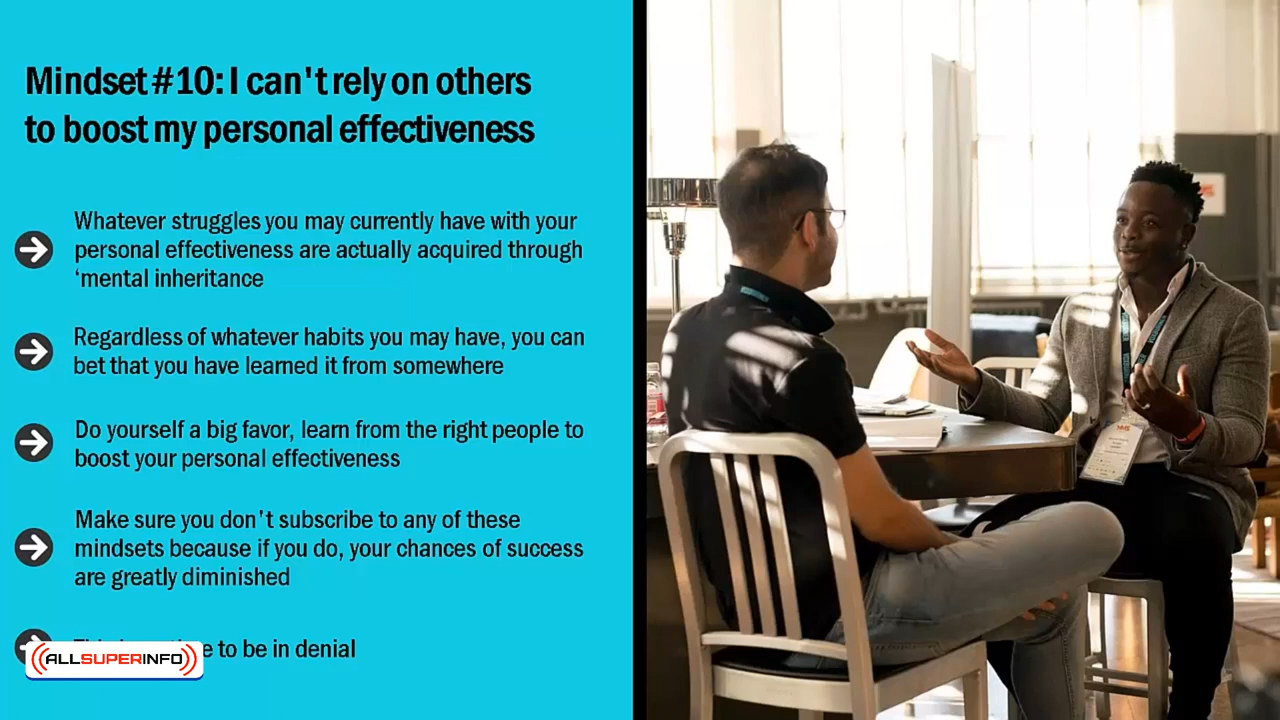 Mindset #10: I can't rely on others
to boost my personal effectiveness
Whatever struggles you may currently have with your
personal effectiveness are actually acquired through
‘mental inheritance
Regardless of whatever habits you may have, you can
bet that you have learned it from somewhere
Do yourself a big favor, learn from the right people to
boost your personal effectiveness
Make sure you don't subscribe to any of these
mindsets because if you do, your chances of success
are greatly diminished
to be in denial
ALLSUPERINFO